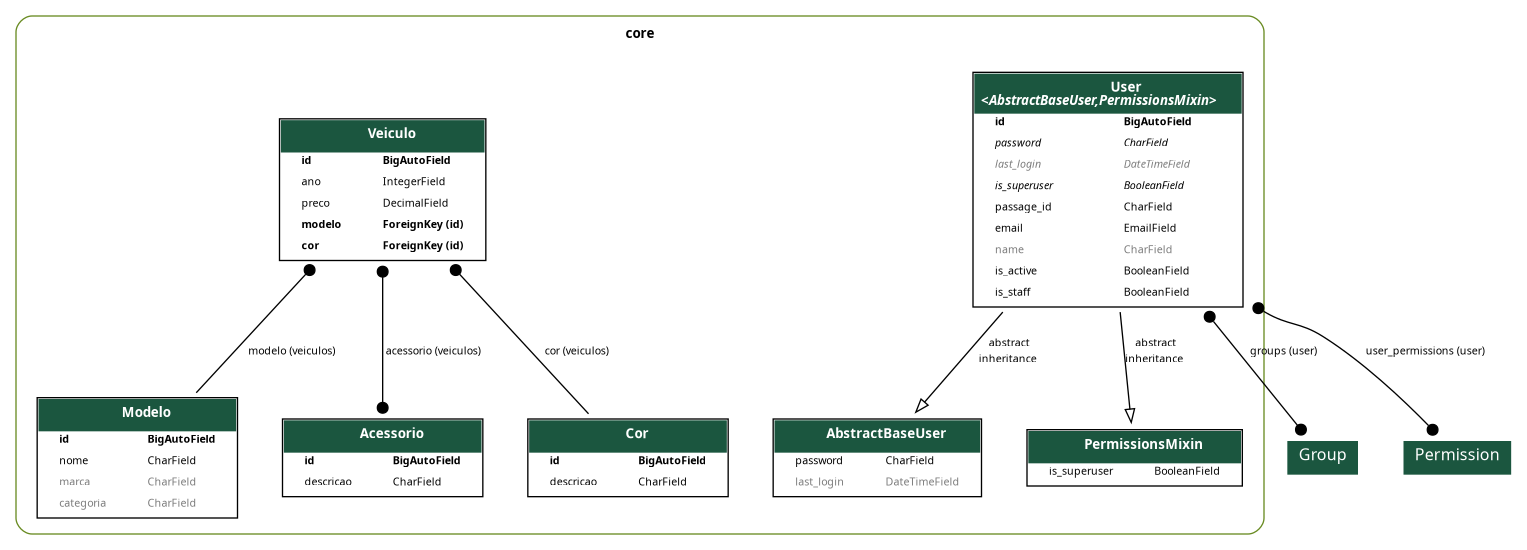 core
User
<AbstractBaseUser,PermissionsMixin>
id BigAutoField
password CharField
last_login DateTimeField
is_superuser BooleanField
passage_id CharField
email EmailField
name CharField
is_active BooleanField
is_staff BooleanField
Veiculo
id BigAutoField
ano IntegerField
preco DecimalField
modelo ForeignKey (id)
cor ForeignKey (id)
modelo (veiculos)
acessorio (veiculos)
cor (veiculos)
abstract
inheritance
abstract
inheritance
groups (user)
user_permissions (user)
Modelo
id BigAutoField
nome CharField
marca CharField
categoria CharField
Acessorio
id BigAutoField
descricao CharField
Cor
id BigAutoField
descricao CharField
AbstractBaseUser
password CharField
last_login DateTimeField
PermissionsMixin
is_superuser BooleanField
Group
Permission